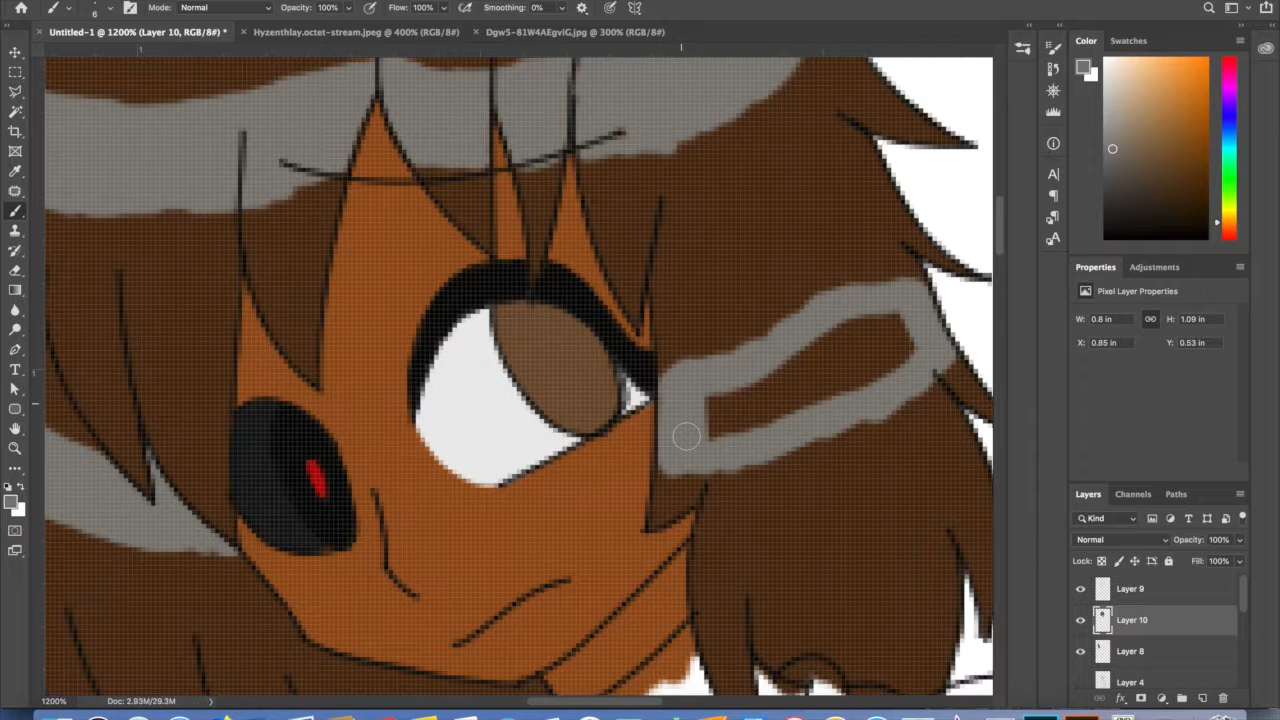 6
Mode: Normal Opacity: 100% Flow: 100% Smoothing: 0%
Untitled-1 @ 1200% (Layer 10, RGB/8#) * Hyzenthlay.octet-stream.jpeg @ 400% (RGB/8#) Dgw5-81W4AEgviG.jpg @ 300% (RGB/8#)
1
1
Color Swatches
Properties Adjustments
Pixel Layer Properties
W: 0.8 in H: 1.09 in
X: 0.85 in Y: 0.53 in
Layers Channels Paths
Kind
Normal Opacity: 100%
Lock: Fill: 100%
Layer 9
Layer 10
Layer 8
Layer 4
1200% Doc: 2.93M/29.3M